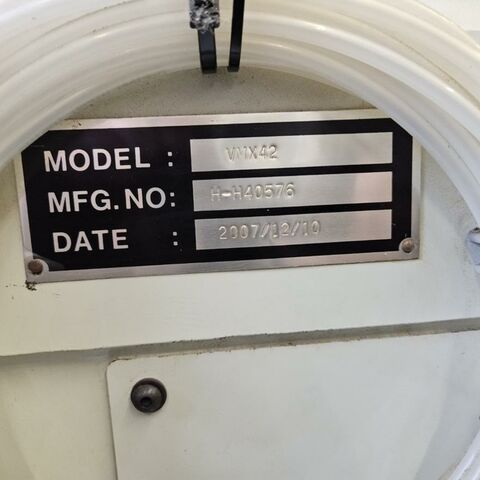 MODEL : VMX42
MFG.NO: H-H40576
DATE : 2007/12/10